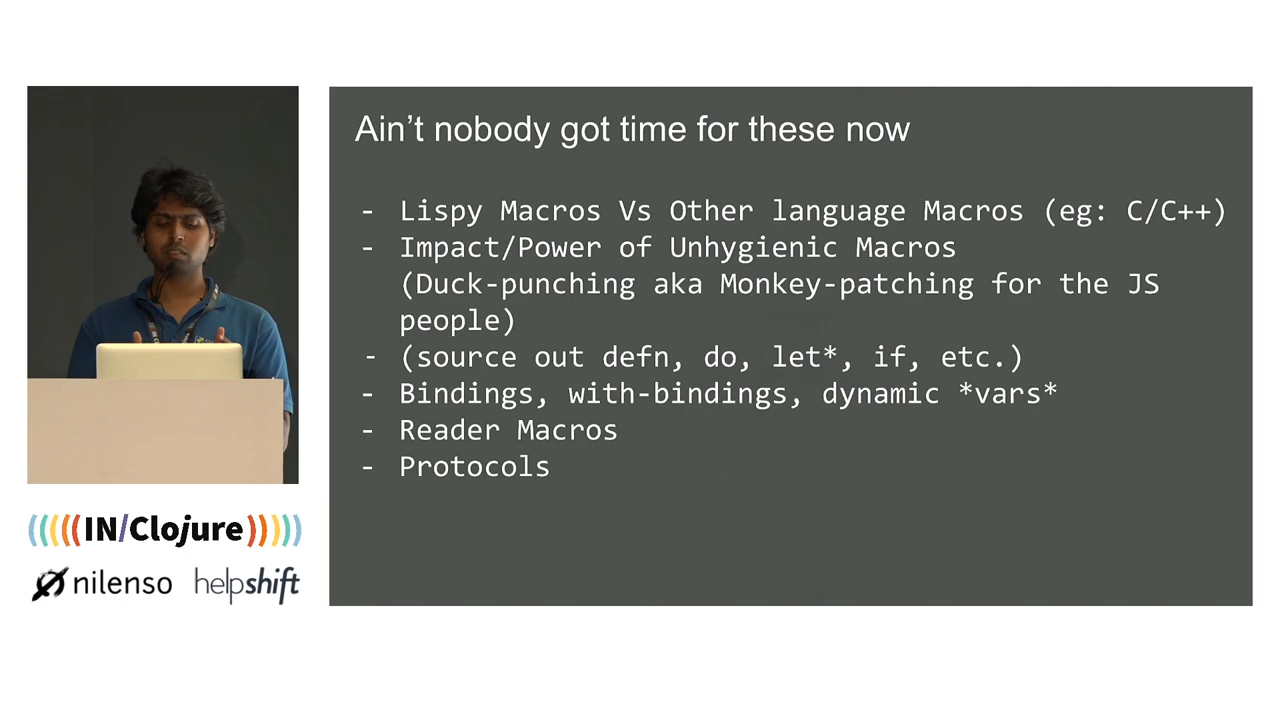 Ain't nobody got time for these now
- Lispy Macros Vs Other language Macros (eg: C/C++)
- Impact/Power of Unhygienic Macros
(Duck-punching aka Monkey-patching for the JS
people)
- (source out defn, do, let*, if, etc.)
- Bindings, with-bindings, dynamic *vars*
- Reader Macros
- Protocols
(((((IN/Clojure)))))
nilenso helpshift